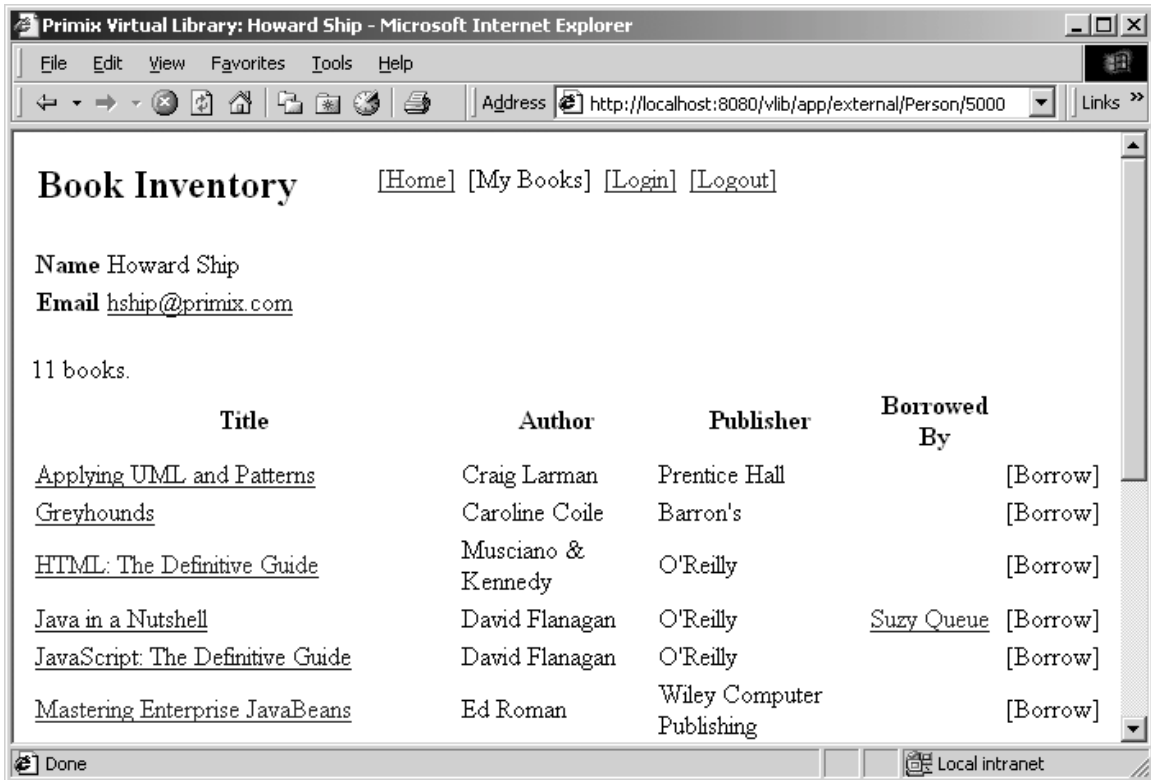 Primix Virtual Library: Howard Ship - Microsoft Internet Explorer
File Edit View Favorites Tools Help
Address http://localhost:8080/vlib/app/external/Person/5000 Links »
Book Inventory [Home] [My Books] [Login] [Logout]
Name Howard Ship
Email hship@primix.com
11 books.
Title Author Publisher Borrowed By
Applying UML and Patterns Craig Larman Prentice Hall [Borrow]
Greyhounds Caroline Coile Barron's [Borrow]
HTML: The Definitive Guide Musciano & Kennedy O'Reilly [Borrow]
Java in a Nutshell David Flanagan O'Reilly Suzy Queue [Borrow]
JavaScript: The Definitive Guide David Flanagan O'Reilly [Borrow]
Mastering Enterprise JavaBeans Ed Roman Wiley Computer Publishing [Borrow]
Done Local intranet